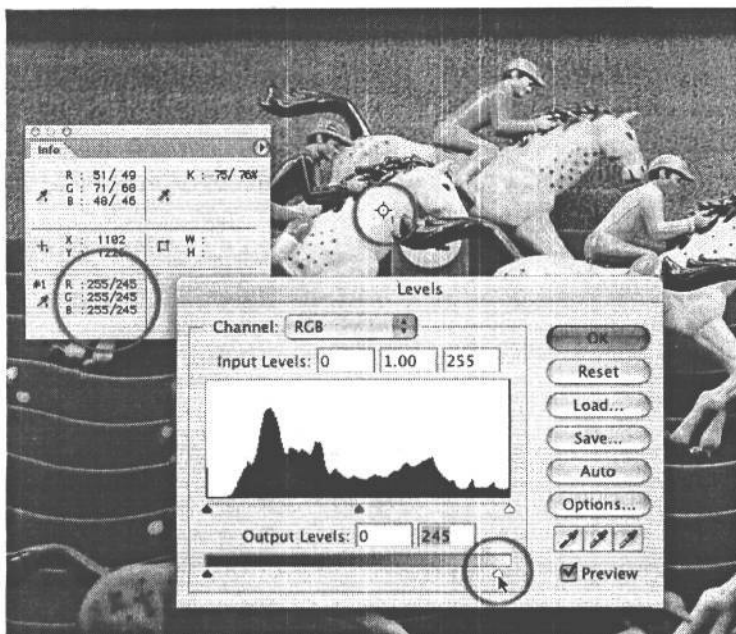 Info
R : 51/ 49
G : 71/ 68
B : 48/ 46
K : 75/ 76%
X : 1102
Y :
W :
H :
#1 R :255/245
G :255/245
B :255/245
Levels
Channel: RGB
Input Levels: 0 1.00 255
Output Levels: 0 245
OK
Reset
Load...
Save...
Auto
Options...
Preview